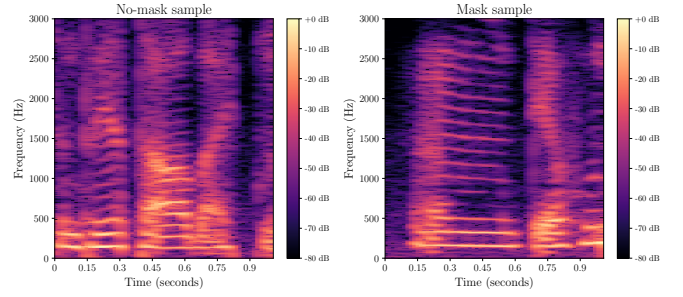 No-mask sample
Mask sample
3000
2500
2000
1500
1000
500
0
Frequency (Hz)
0 0.15 0.3 0.45 0.6 0.75 0.9
Time (seconds)
+0 dB
-10 dB
-20 dB
-30 dB
-40 dB
-50 dB
-60 dB
-70 dB
-80 dB
3000
2500
2000
1500
1000
500
0
Frequency (Hz)
0 0.15 0.3 0.45 0.6 0.75 0.9
Time (seconds)
+0 dB
-10 dB
-20 dB
-30 dB
-40 dB
-50 dB
-60 dB
-70 dB
-80 dB